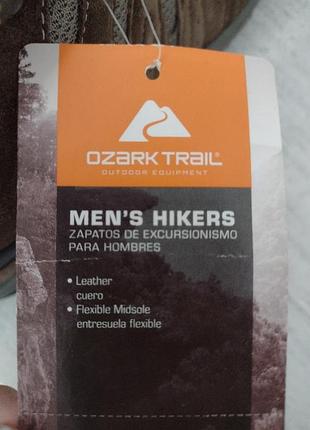 OZARK TRAIL®
OUTDOOR EQUIPMENT
MEN'S HIKERS
ZAPATOS DE EXCURSIONISMO
PARA HOMBRES
• Leather
cuero
• Flexible Midsole
entresuela flexible